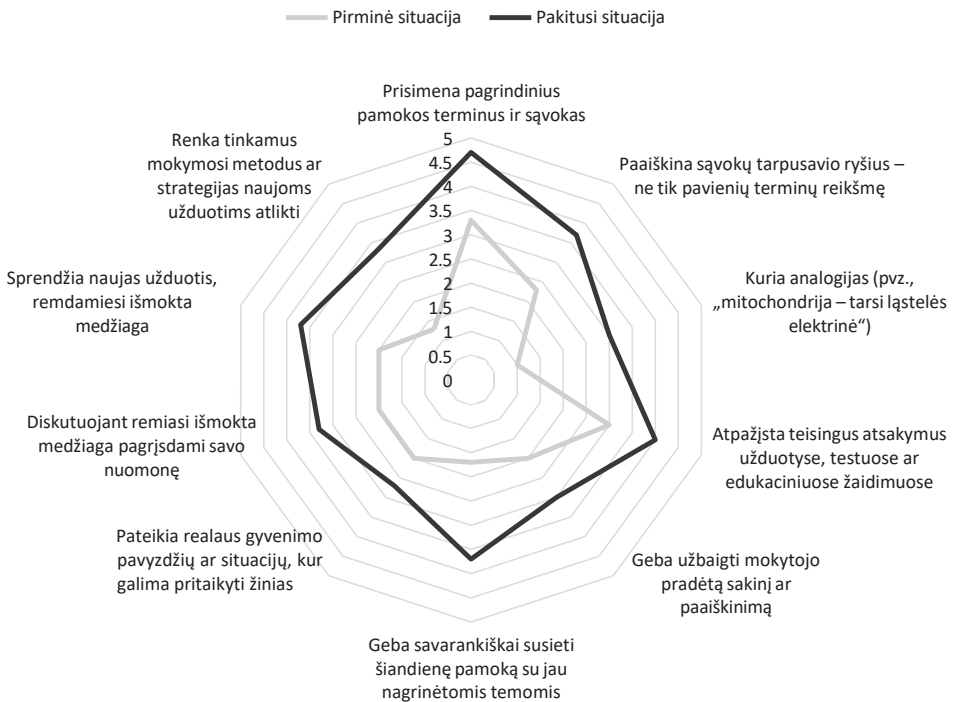 Pirminė situacija
Pakitusi situacija
Prisimena pagrindinius
pamokos terminus ir sąvokas
Paaiškina sąvokų tarpusavio ryšius –
ne tik pavienių terminų reikšmę
Kuria analogijas (pvz.,
„mitochondrija – tarsi ląstelės
elektrinė“)
Atpažįsta teisingus atsakymus
užduotyse, testuose ar
edukaciniuose žaidimuose
Geba užbaigti mokytojo
pradėtą sakinį ar
paaiškinimą
Geba savarankiškai susieti
šiandienę pamoką su jau
nagrinėtomis temomis
Pateikia realaus gyvenimo
pavyzdžių ar situacijų, kur
galima pritaikyti žinias
Diskutuojant remiasi išmokta
medžiaga pagrįsdami savo
nuomonę
Sprendžia naujas užduotis,
remdamiesi išmokta
medžiaga
Renka tinkamus
mokymosi metodus ar
strategijas naujoms
užduotims atlikti
5
4.5
4
3.5
3
2.5
2
1.5
1
0.5
0